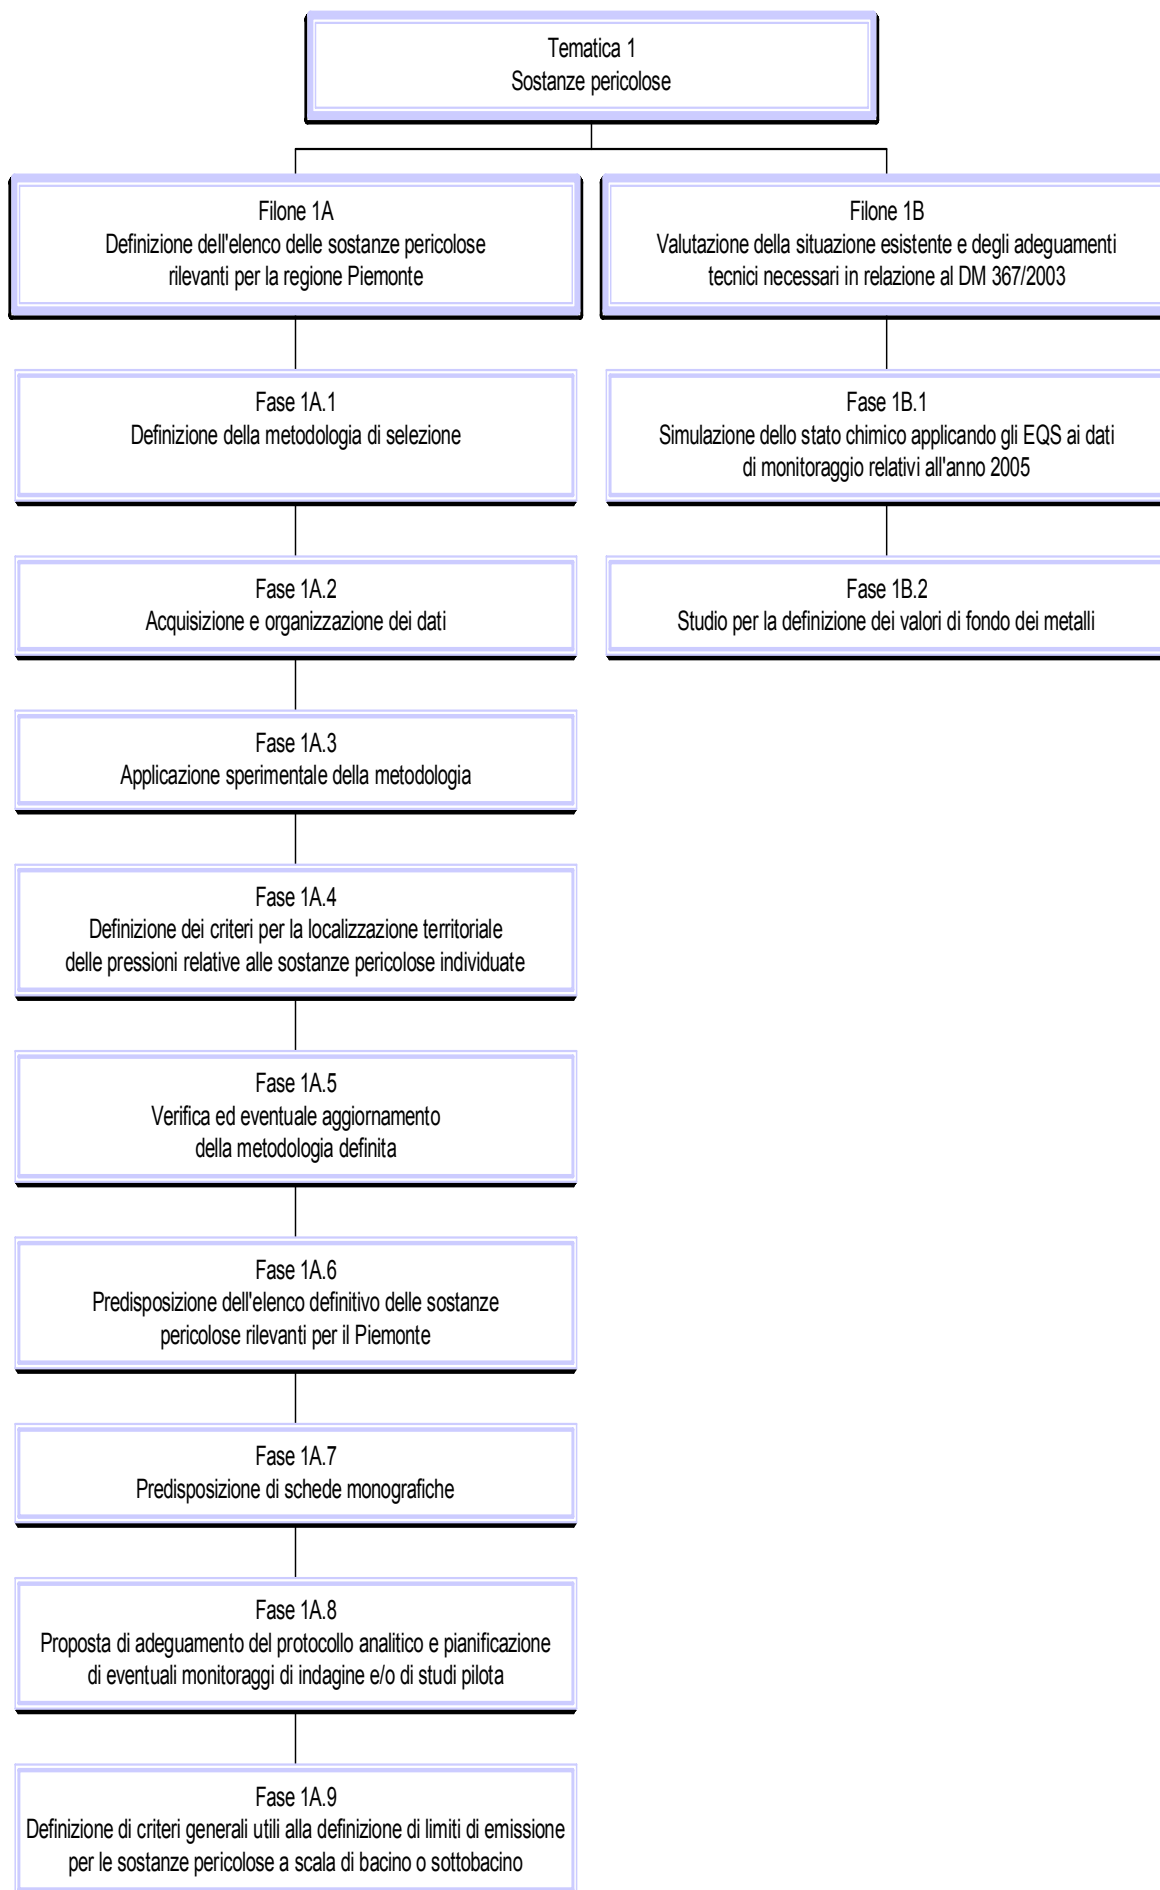 Tematica 1
Sostanze pericolose
Filone 1A
Definizione dell'elenco delle sostanze pericolose
rilevanti per la regione Piemonte
Filone 1B
Valutazione della situazione esistente e degli adeguamenti
tecnici necessari in relazione al DM 367/2003
Fase 1A.1
Definizione della metodologia di selezione
Fase 1B.1
Simulazione dello stato chimico applicando gli EQS ai dati
di monitoraggio relativi all'anno 2005
Fase 1A.2
Acquisizione e organizzazione dei dati
Fase 1B.2
Studio per la definizione dei valori di fondo dei metalli
Fase 1A.3
Applicazione sperimentale della metodologia
Fase 1A.4
Definizione dei criteri per la localizzazione territoriale
delle pressioni relative alle sostanze pericolose individuate
Fase 1A.5
Verifica ed eventuale aggiornamento
della metodologia definita
Fase 1A.6
Predisposizione dell'elenco definitivo delle sostanze
pericolose rilevanti per il Piemonte
Fase 1A.7
Predisposizione di schede monografiche
Fase 1A.8
Proposta di adeguamento del protocollo analitico e pianificazione
di eventuali monitoraggi di indagine e/o di studi pilota
Fase 1A.9
Definizione di criteri generali utili alla definizione di limiti di emissione
per le sostanze pericolose a scala di bacino o sottobacino